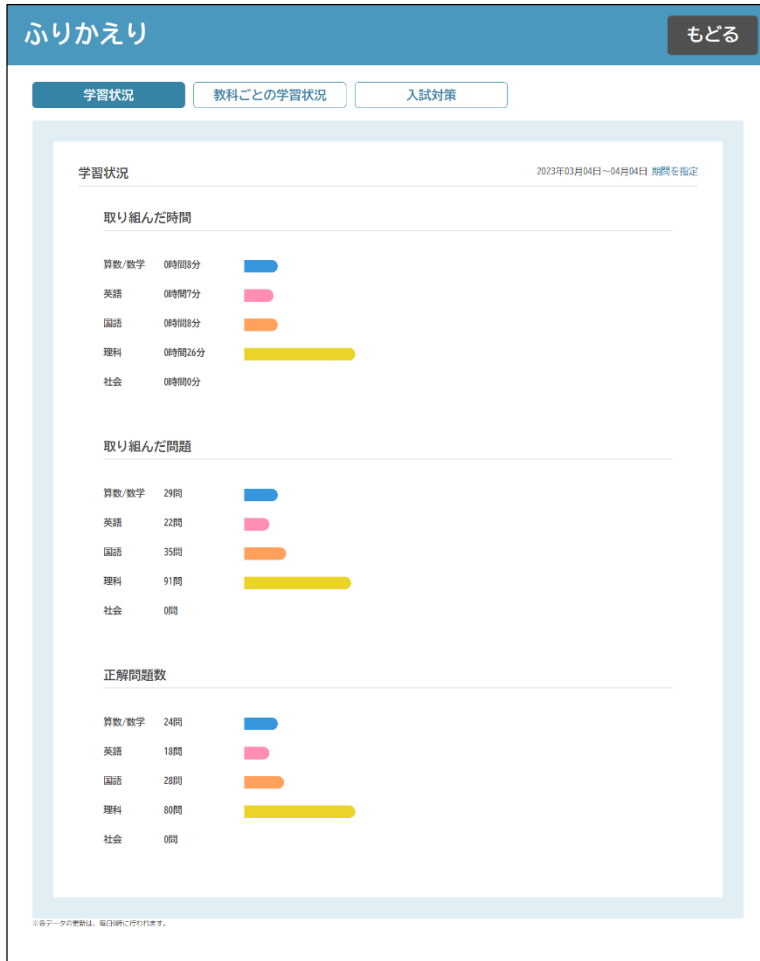 ふりかえり
もどる
学習状況 教科ごとの学習状況 入試対策
学習状況 2023年03月04日～04月04日 期間を指定
取り組んだ時間
算数/数学 0時間8分
英語 0時間7分
国語 0時間8分
理科 0時間26分
社会 0時間0分
取り組んだ問題
算数/数学 29問
英語 22問
国語 35問
理科 91問
社会 0問
正解問題数
算数/数学 24問
英語 18問
国語 28問
理科 80問
社会 0問
※各データの更新は、毎日0時に行われます。